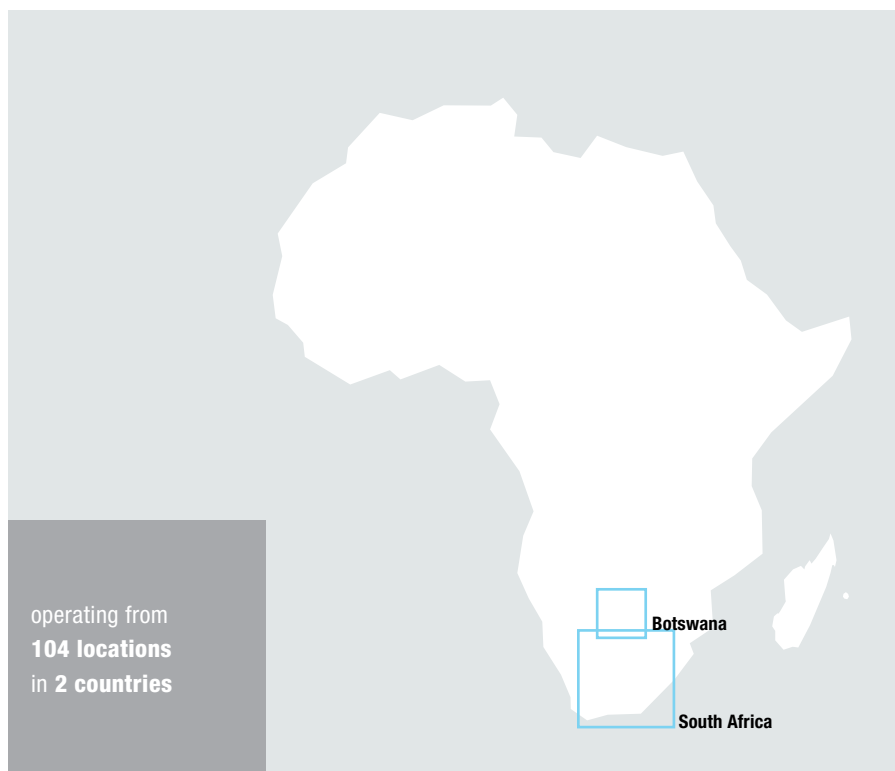 Botswana
South Africa
operating from
104 locations
in 2 countries